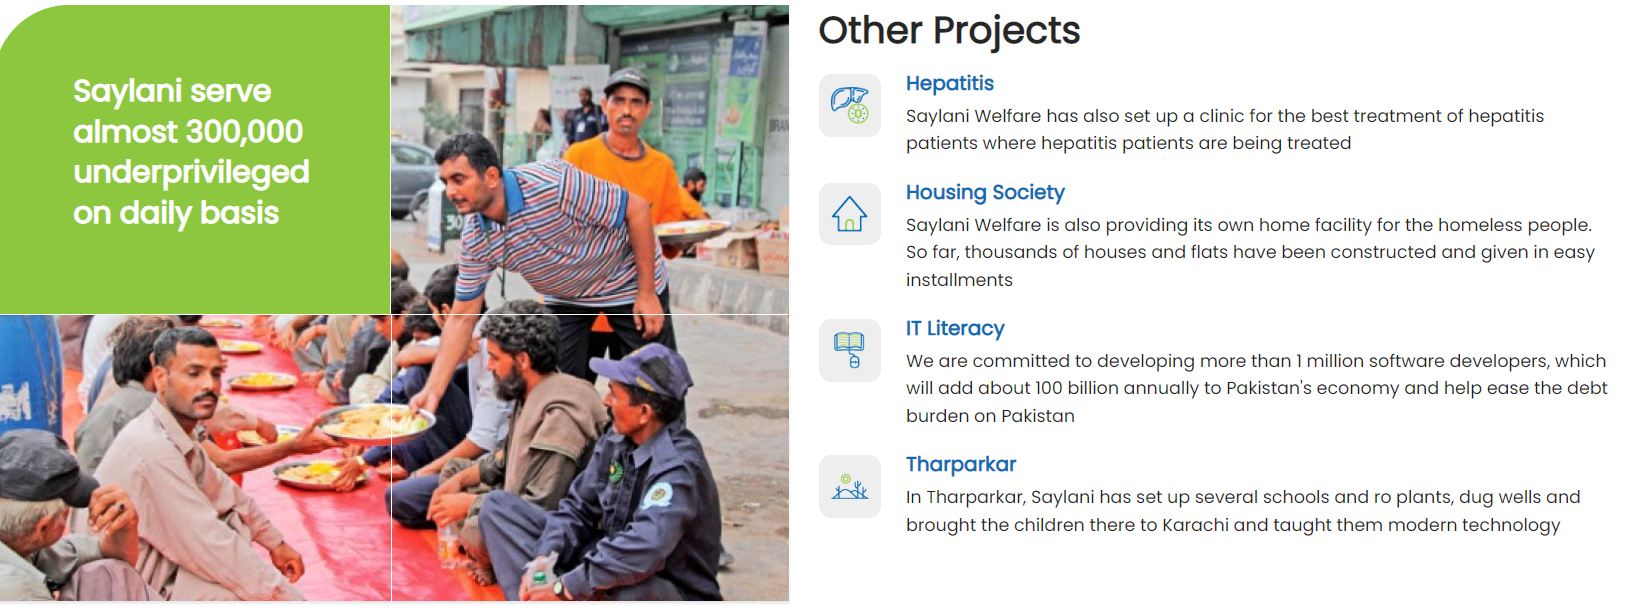 Saylani serve
almost 300,000
underprivileged
on daily basis
30
Other Projects
Hepatitis
Saylani Welfare has also set up a clinic for the best treatment of hepatitis
patients where hepatitis patients are being treated
Housing Society
Saylani Welfare is also providing its own home facility for the homeless people.
So far, thousands of houses and flats have been constructed and given in easy
installments
IT Literacy
We are committed to developing more than 1 million software developers, which
will add about 100 billion annually to Pakistan's economy and help ease the debt
burden on Pakistan
Tharparkar
In Tharparkar, Saylani has set up several schools and ro plants, dug wells and
brought the children there to Karachi and taught them modern technology